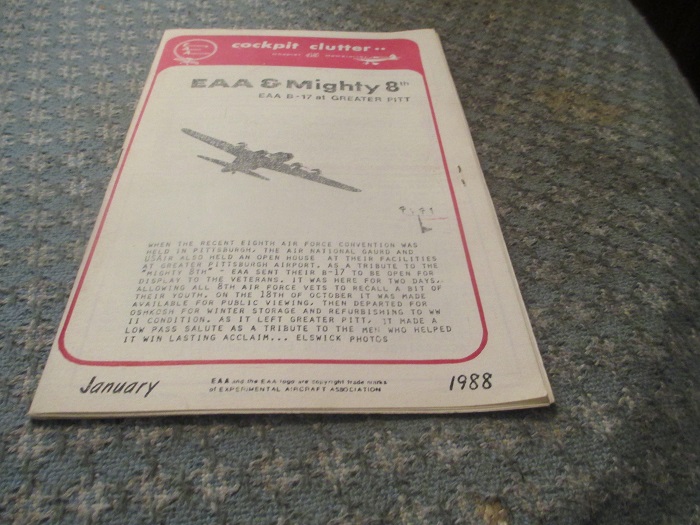 cockpit clutter ..
EAA & Mighty 8th
EAA B-17 at GREATER PITT
WHEN THE RECENT EIGHTH AIR FORCE CONVENTION WAS
HELD IN PITTSBURGH, THE AIR NATIONAL GAURD AND
USAIR ALSO HELD AN OPEN HOUSE AT THEIR FACILITIES
AT GREATER PITTSBURGH AIRPORT. AS A TRIBUTE TO THE
"MIGHTY 8TH" - EAA SENT THEIR B-17 TO BE OPEN FOR
DISPLAY TO THE VETERANS. IT WAS HERE FOR TWO DAYS,
ALLOWING ALL 8TH AIR FORCE VETS TO RECALL A BIT OF
THEIR YOUTH. ON THE 18TH OF OCTOBER IT WAS MADE
AVAILABLE FOR PUBLIC VIEWING, THEN DEPARTED FOR
OSHKOSH FOR WINTER STORAGE AND REFURBISHING TO WW
II CONDITION. AS IT LEFT GREATER PITT, IT MADE A
LOW PASS SALUTE AS A TRIBUTE TO THE MEN WHO HELPED
IT WIN LASTING ACCLAIM... ELSWICK PHOTOS
EAA and the EAA logo are copyright trade marks
of EXPERIMENTAL AIRCRAFT ASSOCIATION
January 1988